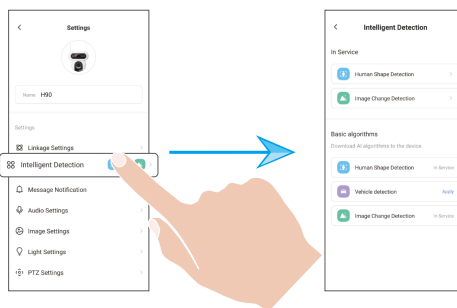 Settings
Name H90
Settings
Linkage Settings
Intelligent Detection
Message Notification
Audio Settings
Image Settings
Light Settings
PTZ Settings
Intelligent Detection
In Service
Human Shape Detection
Image Change Detection
Basic algorithms
Download AI algorithms to the device.
Human Shape Detection In Service
Vehicle detection Apply
Image Change Detection In Service